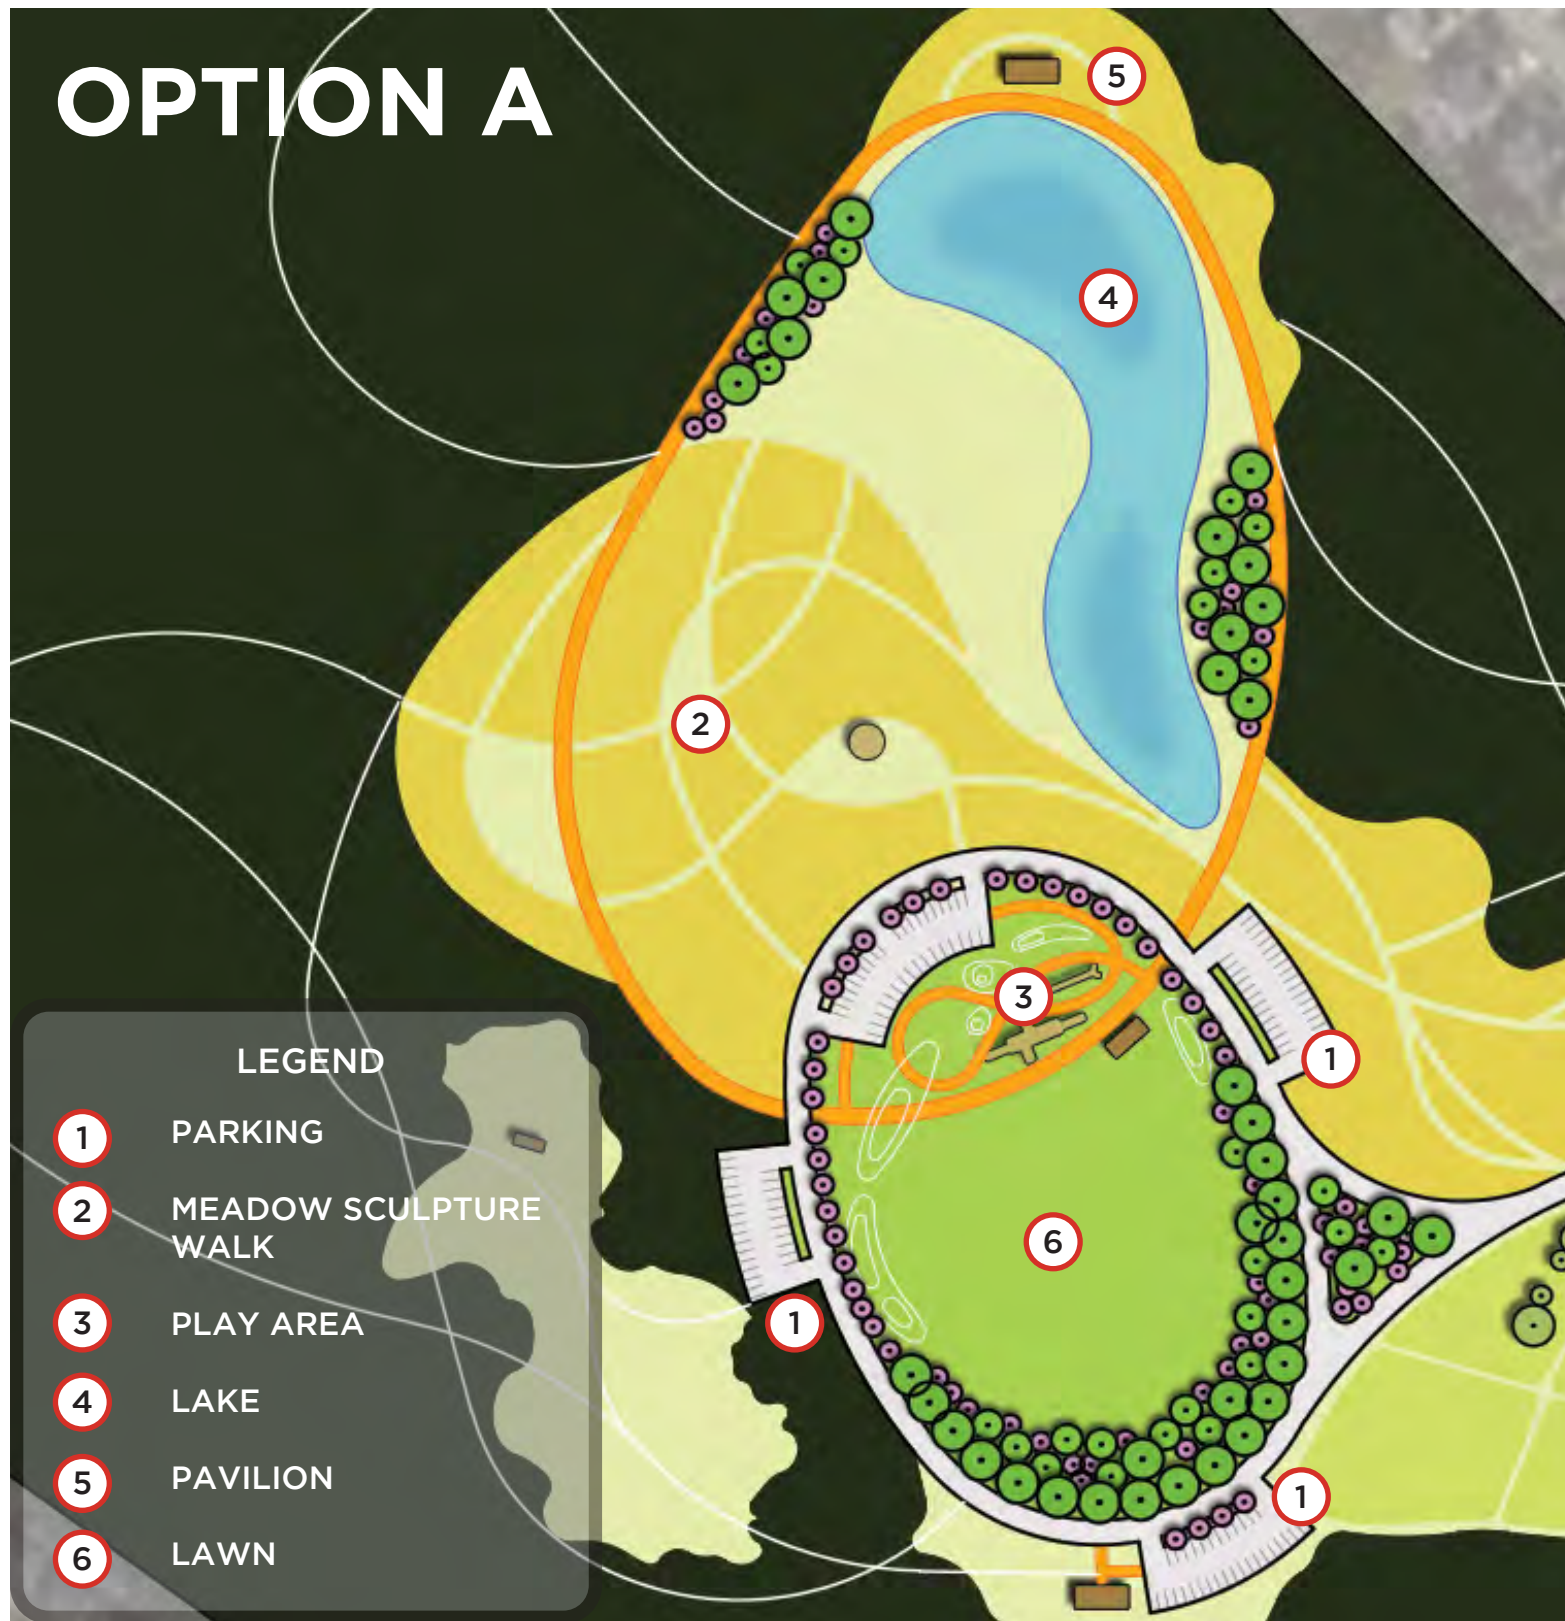 OPTION A
5
4
2
3
1
6
1
1
LEGEND
1 PARKING
2 MEADOW SCULPTURE
WALK
3 PLAY AREA
4 LAKE
5 PAVILION
6 LAWN